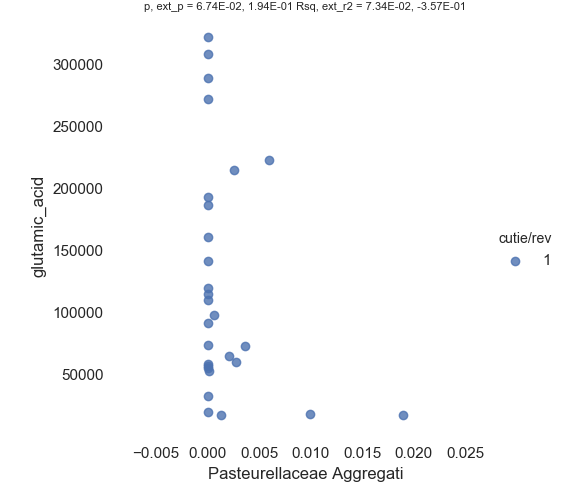 p, ext_p = 6.74E-02, 1.94E-01 Rsq, ext_r2 = 7.34E-02, -3.57E-01
300000
250000
200000
150000
100000
50000
glutamic_acid
cutie/rev
1
−0.005 0.000 0.005 0.010 0.015 0.020 0.025
Pasteurellaceae Aggregati